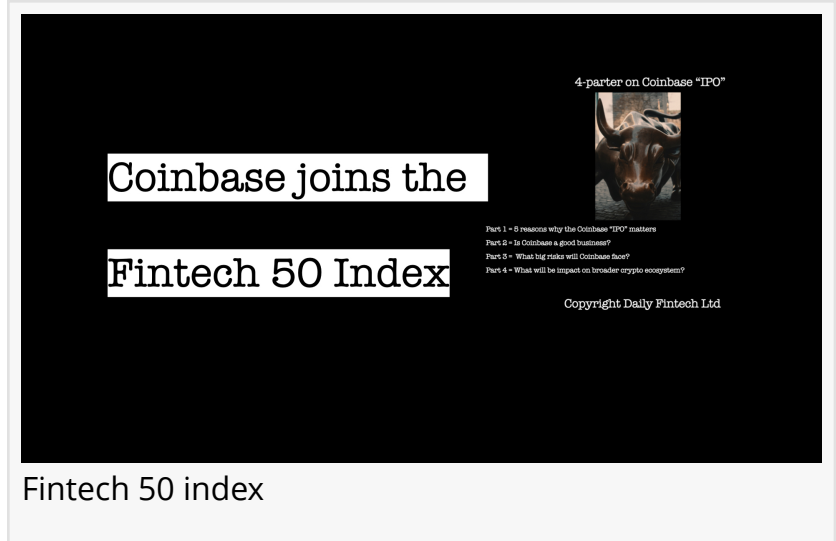 Coinbase joins the
Fintech 50 Index
4-parter on Coinbase “IPO”
Part 1 = 5 reasons why the Coinbase “IPO” matters
Part 2 = Is Coinbase a good business?
Part 3 = What big risks will Coinbase face?
Part 4 = What will be impact on broader crypto ecosystem?
Copyright Daily Fintech Ltd
Fintech 50 index